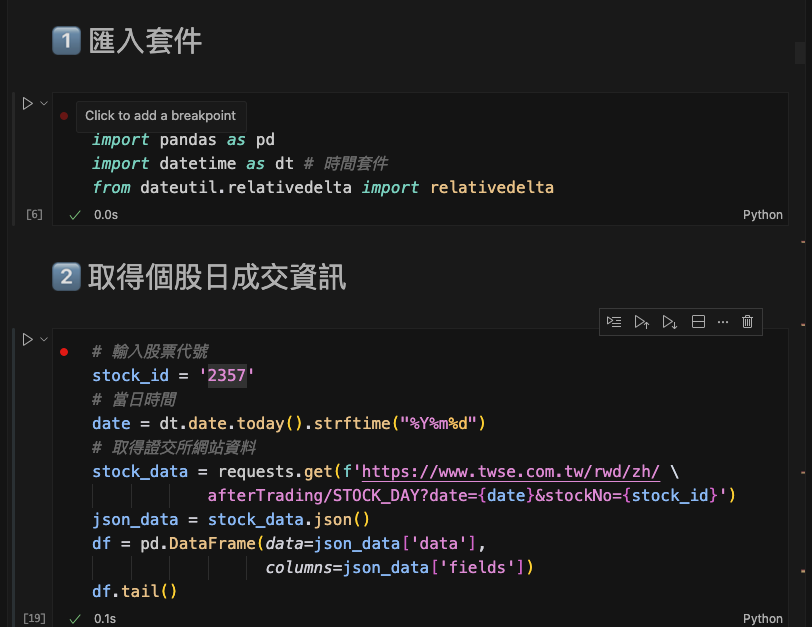 1 匯入套件
Click to add a breakpoint
import pandas as pd
import datetime as dt # 時間套件
from dateutil.relativedelta import relativedelta
[6] 0.0s Python
2 取得個股日成交資訊
# 輸入股票代號
stock_id = '2357'
# 當日時間
date = dt.date.today().strftime("%Y%m%d")
# 取得證交所網站資料
stock_data = requests.get(f'https://www.twse.com.tw/rwd/zh/ \
afterTrading/STOCK_DAY?date={date}&stockNo={stock_id}')
json_data = stock_data.json()
df = pd.DataFrame(data=json_data['data'],
columns=json_data['fields'])
df.tail()
[19] 0.1s Python